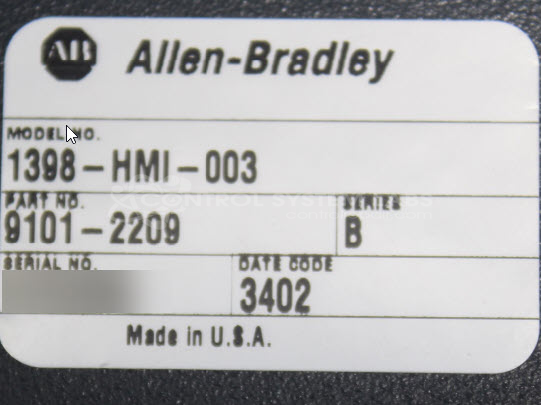 AB Allen-Bradley
MODEL NO.
1398-HMI-003
PART NO. SERIES
9101-2209 B
SERIAL NO. DATE CODE
3402
Made in U.S.A.